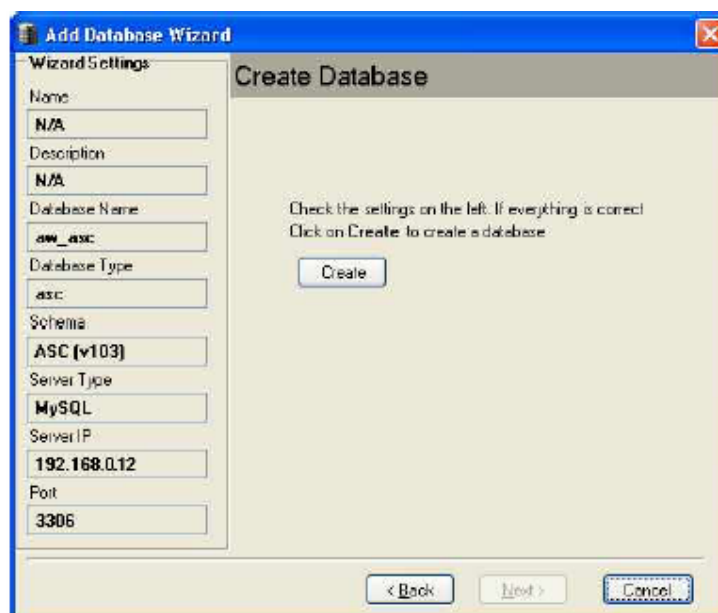 Add Database Wizard
Wizard Settings
Create Database
Name
N/A
Description
N/A
Database Name
aw_asc
Database Type
asc
Schema
ASC (v103)
Server Type
MySQL
Server IP
192.168.0.12
Port
3306
Check the settings on the left. If everything is correct
Click on Create to create a database
Create
< Back
Next >
Cancel